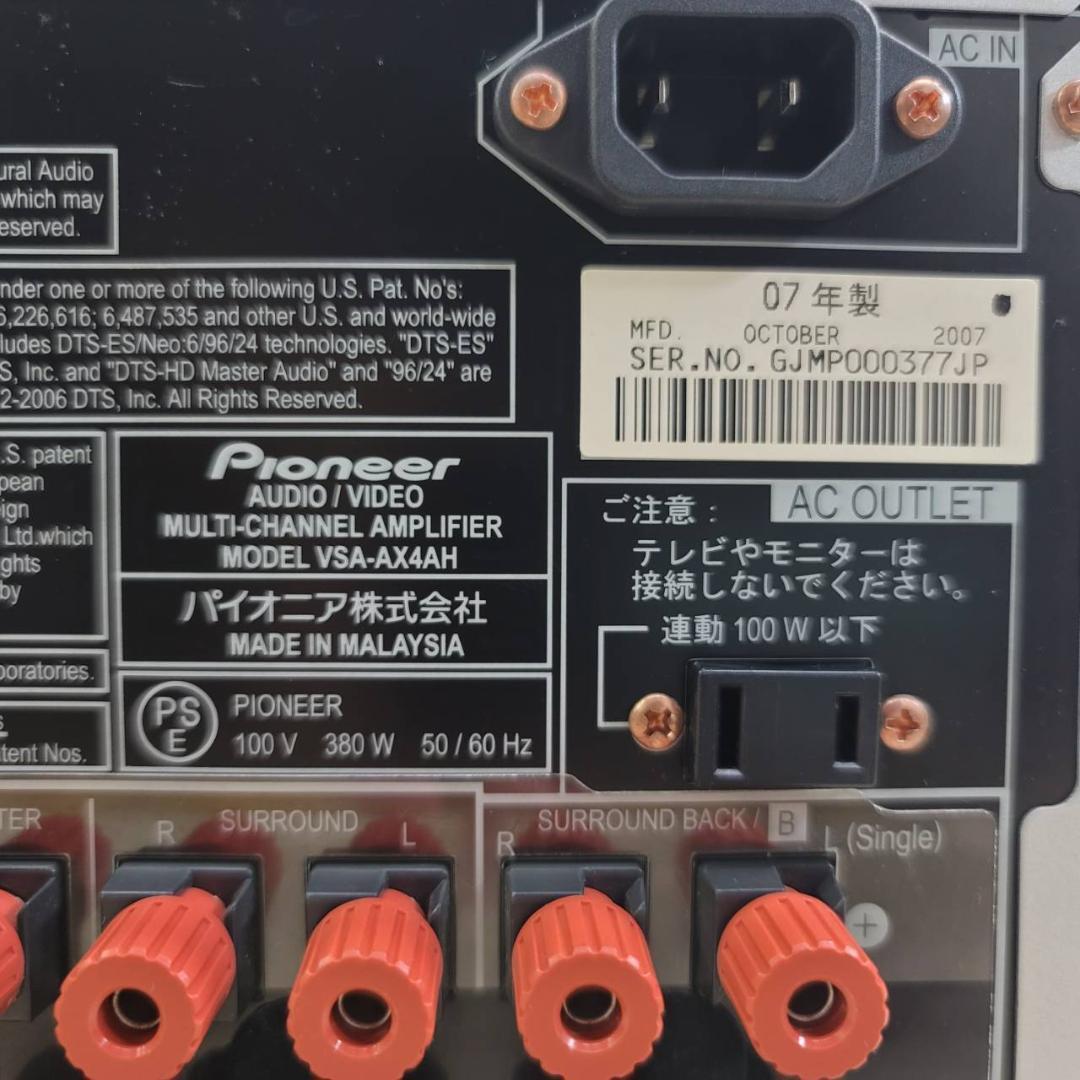 AC IN
ural Audio
which may
eserved.
nder one or more of the following U.S. Pat. No's:
6,226,616; 6,487,535 and other U.S. and world-wide
ludes DTS-ES/Neo:6/96/24 technologies. "DTS-ES"
S, Inc. and "DTS-HD Master Audio" and "96/24" are
2-2006 DTS, Inc. All Rights Reserved.
07年製
MFD. OCTOBER 2007
SER.NO. GJMP000377JP
.S. patent
pean
ign
Ltd.which
ghts
by
oratories.
tent Nos.
Pioneer
AUDIO / VIDEO
MULTI-CHANNEL AMPLIFIER
MODEL VSA-AX4AH
パイオニア株式会社
MADE IN MALAYSIA
PS
E
PIONEER
100 V 380 W 50 / 60 Hz
ご注意: AC OUTLET
テレビやモニターは
接続しないでください。
連動 100 W 以下
TER
R SURROUND L
SURROUND BACK / B
R L (Single)
+